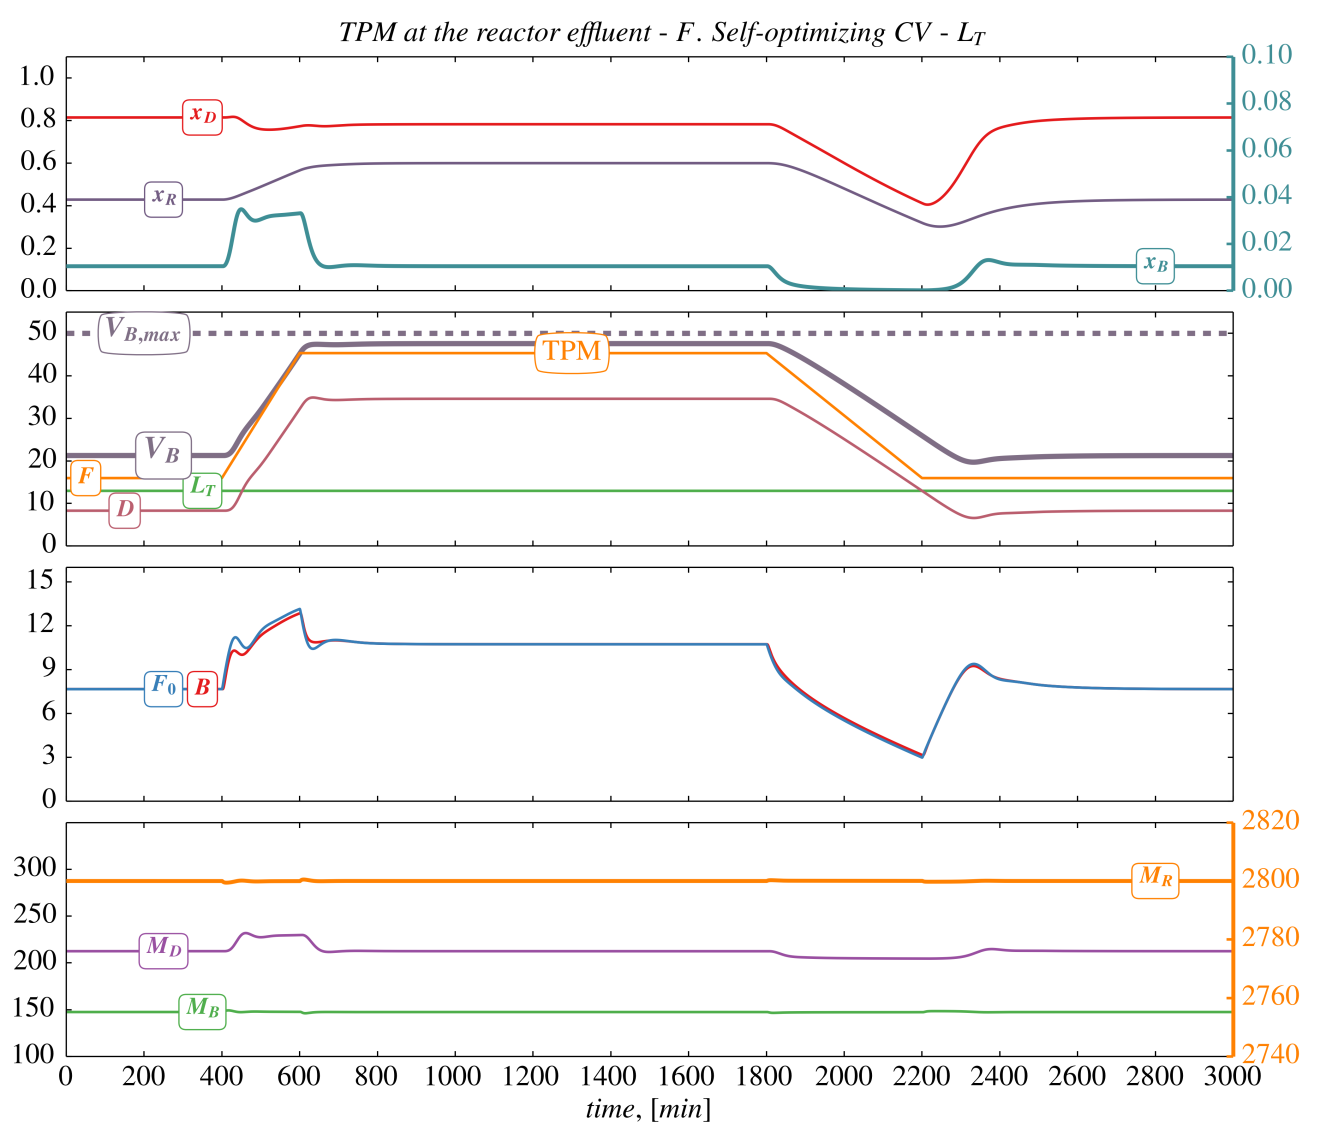 TPM at the reactor effluent - F. Self-optimizing CV - L_T
1.0
0.8
0.6
0.4
0.2
0.0
x_D
x_R
x_B
0.10
0.08
0.06
0.04
0.02
0.00
50
40
30
20
10
0
V_B,max
TPM
V_B
F
L_T
D
15
12
9
6
3
0
F_0
B
300
250
200
150
100
M_R
M_D
M_B
2820
2800
2780
2760
2740
0 200 400 600 800 1000 1200 1400 1600 1800 2000 2200 2400 2600 2800 3000
time, [min]